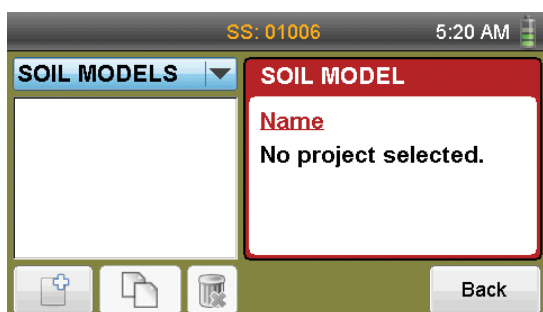 SS: 01006 5:20 AM
SOIL MODELS
SOIL MODEL
Name
No project selected.
Back